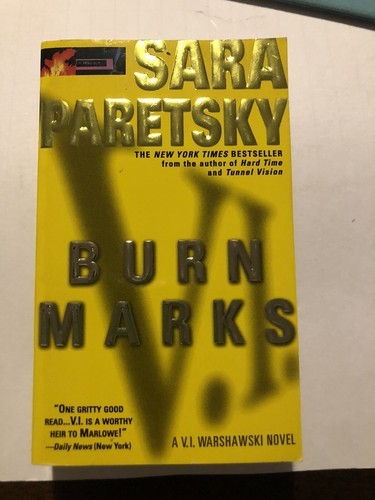 SARA
PARETSKY
THE NEW YORK TIMES BESTSELLER
from the author of Hard Time
and Tunnel Vision
V.I.
BURN
MARKS
"ONE GRITTY GOOD
READ...V.I. IS A WORTHY
HEIR TO MARLOWE!"
—Daily News (New York)
A V.I. WARSHAWSKI NOVEL